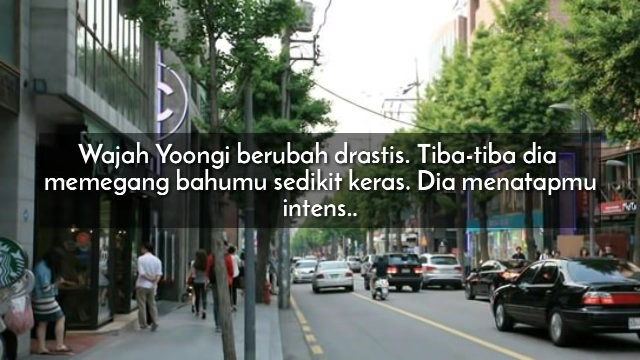 Wajah Yoongi berubah drastis. Tiba-tiba dia
memegang bahumu sedikit keras. Dia menatapmu
intens..